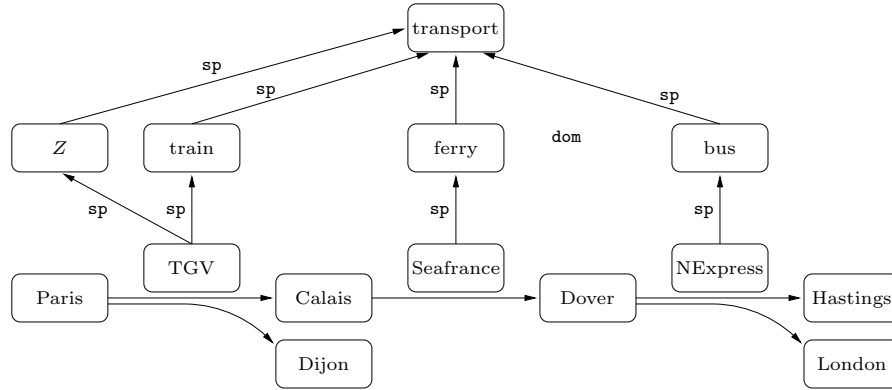 transport
sp
sp
sp
sp
Z
train
ferry
dom
bus
sp
sp
sp
sp
TGV
Seafrance
NExpress
Paris
Calais
Dover
Hastings
Dijon
London